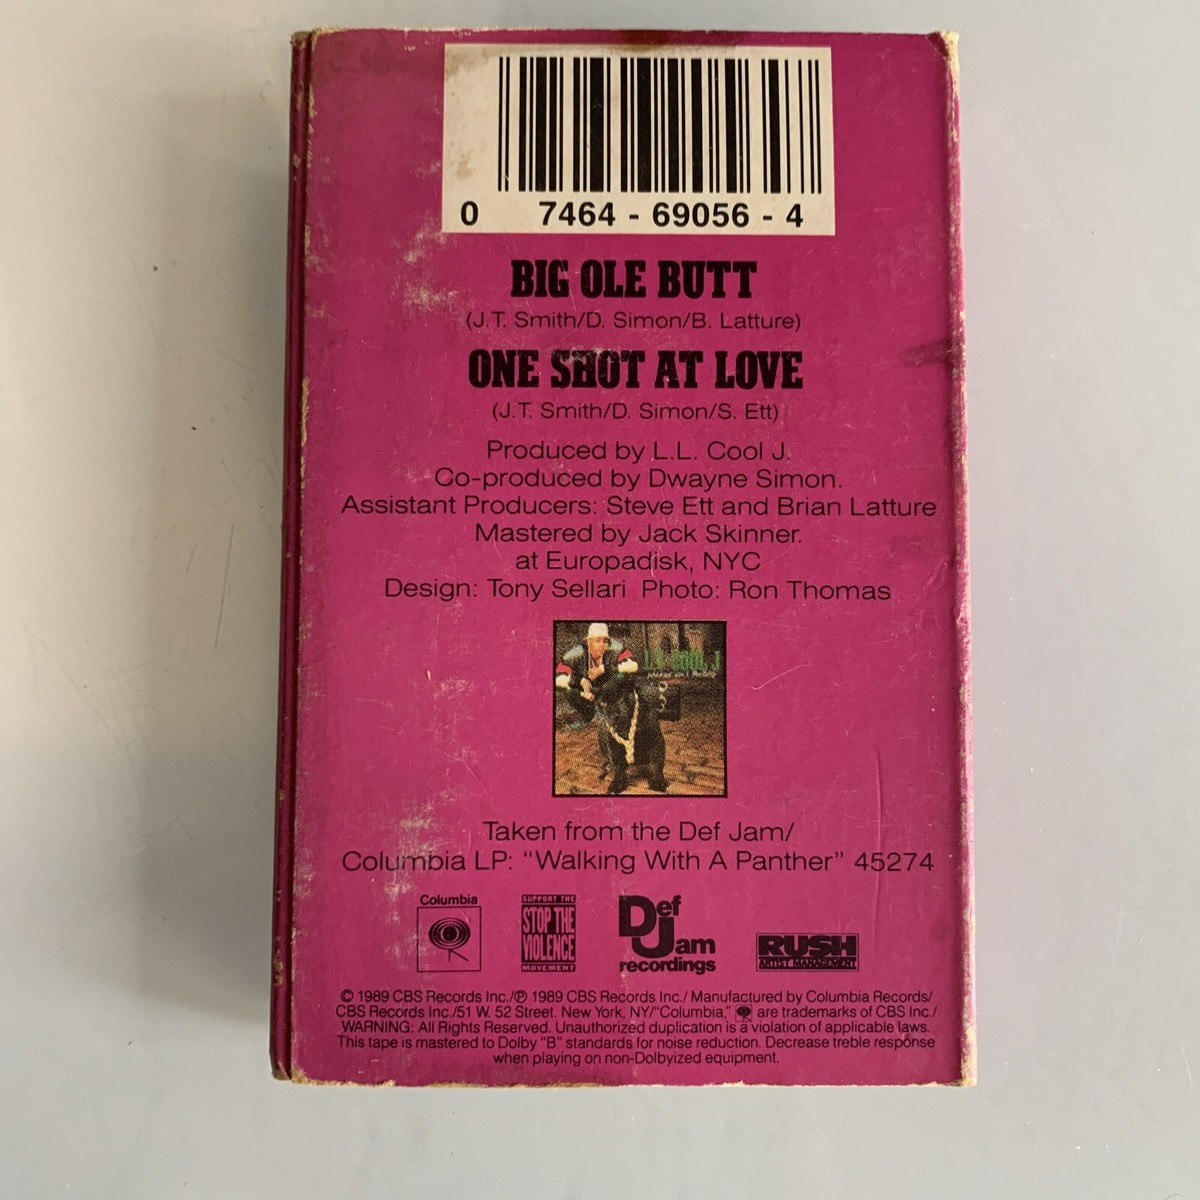 0 7464 - 69056 - 4
BIG OLE BUTT
(J.T. Smith/D. Simon/B. Latture)
ONE SHOT AT LOVE
(J.T. Smith/D. Simon/S. Ett)
Produced by L.L. Cool J.
Co-produced by Dwayne Simon.
Assistant Producers: Steve Ett and Brian Latture
Mastered by Jack Skinner.
at Europadisk, NYC
Design: Tony Sellari Photo: Ron Thomas
L.L. COOL J
Taken from the Def Jam/
Columbia LP: “Walking With A Panther” 45274
Columbia
SUPPORT THE
STOP THE
VIOLENCE
MOVEMENT
Def
Jam
recordings
RUSH
ARTIST MANAGEMENT
© 1989 CBS Records Inc./℗ 1989 CBS Records Inc./ Manufactured by Columbia Records/
CBS Records Inc./51 W. 52 Street. New York, NY/"Columbia," are trademarks of CBS Inc./
WARNING: All Rights Reserved. Unauthorized duplication is a violation of applicable laws.
This tape is mastered to Dolby "B" standards for noise reduction. Decrease treble response
when playing on non-Dolbyized equipment.